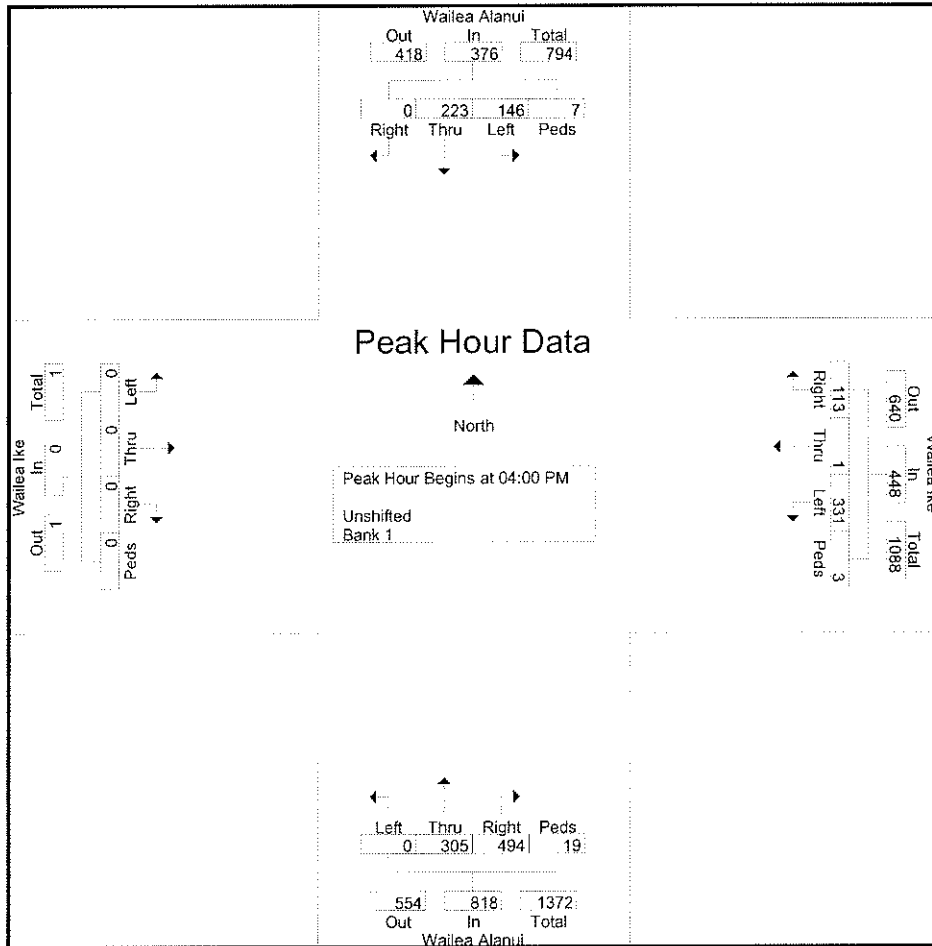 Wailea Alanui
Out In Total
418 376 794
0 223 146 7
Right Thru Left Peds
Peak Hour Data
North
Peak Hour Begins at 04:00 PM
Unshifted
Bank 1
Wailea Ike
Out In Total
1 0 1
0 0 0 0
Left Thru Right Peds
Wailea Ike
Out In Total
640 448 1088
113 1 331 3
Right Thru Left Peds
Left Thru Right Peds
0 305 494 19
554 818 1372
Out In Total
Wailea Alanui